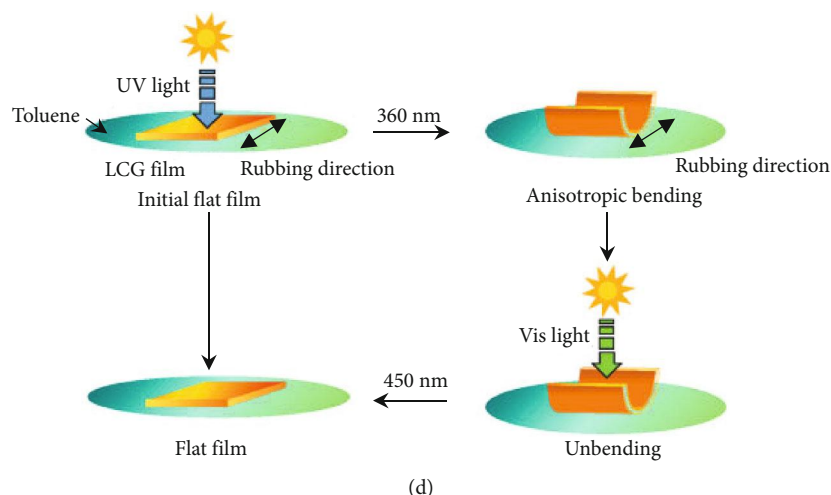 UV light
Toluene
360 nm
LCG film
Rubbing direction
Initial flat film
Rubbing direction
Anisotropic bending
Vis light
450 nm
Flat film
Unbending
(d)